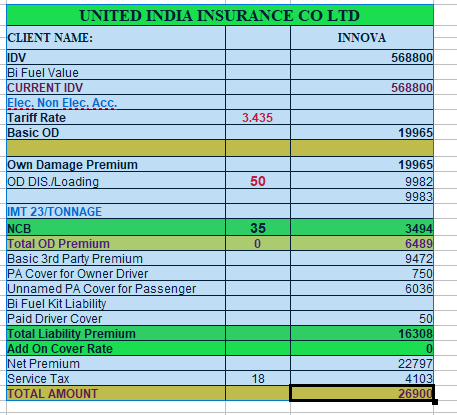 UNITED INDIA INSURANCE CO LTD
CLIENT NAME: INNOVA
IDV 568800
Bi Fuel Value
CURRENT IDV 568800
Elec. Non Elec. Acc.
Tariff Rate 3.435
Basic OD 19965
Own Damage Premium 19965
OD DIS./Loading 50 9982
9983
IMT 23/TONNAGE
NCB 35 3494
Total OD Premium 0 6489
Basic 3rd Party Premium 9472
PA Cover for Owner Driver 750
Unnamed PA Cover for Passenger 6036
Bi Fuel Kit Liability
Paid Driver Cover 50
Total Liability Premium 16308
Add On Cover Rate 0
Net Premium 22797
Service Tax 18 4103
TOTAL AMOUNT 26900